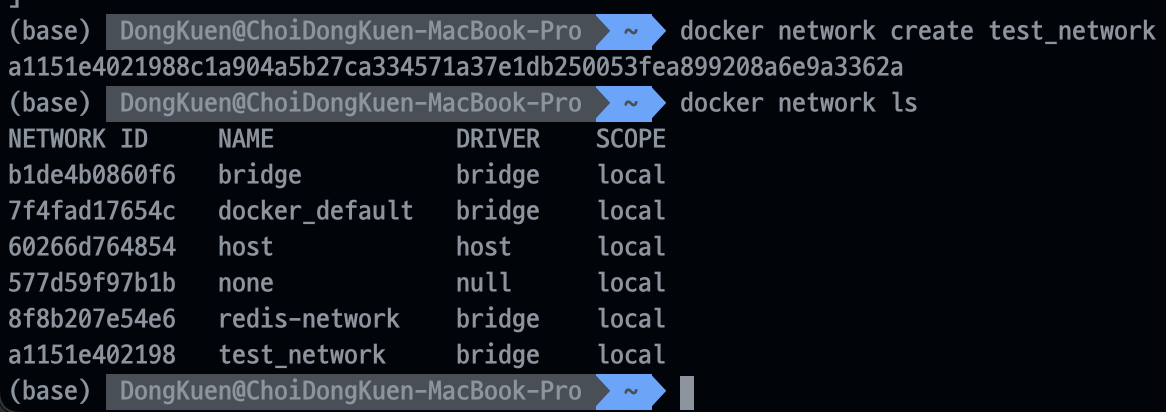 ]
(base) DongKuen@ChoiDongKuen-MacBook-Pro ~ docker network create test_network
a1151e4021988c1a904a5b27ca334571a37e1db250053fea899208a6e9a3362a
(base) DongKuen@ChoiDongKuen-MacBook-Pro ~ docker network ls
NETWORK ID NAME DRIVER SCOPE
b1de4b0860f6 bridge bridge local
7f4fad17654c docker_default bridge local
60266d764854 host host local
577d59f97b1b none null local
8f8b207e54e6 redis-network bridge local
a1151e402198 test_network bridge local
(base) DongKuen@ChoiDongKuen-MacBook-Pro ~